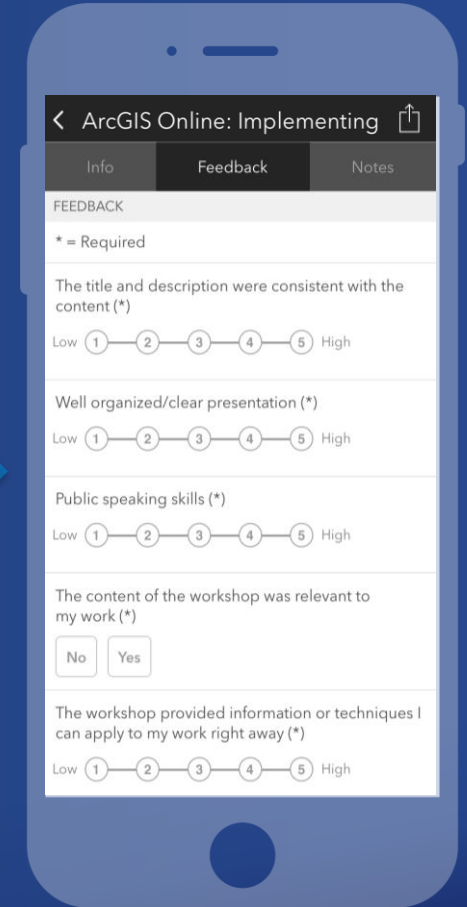 ArcGIS Online: Implementing
Info Feedback Notes
FEEDBACK
* = Required
The title and description were consistent with the
content (*)
Low 1 2 3 4 5 High
Well organized/clear presentation (*)
Low 1 2 3 4 5 High
Public speaking skills (*)
Low 1 2 3 4 5 High
The content of the workshop was relevant to
my work (*)
No Yes
The workshop provided information or techniques I
can apply to my work right away (*)
Low 1 2 3 4 5 High